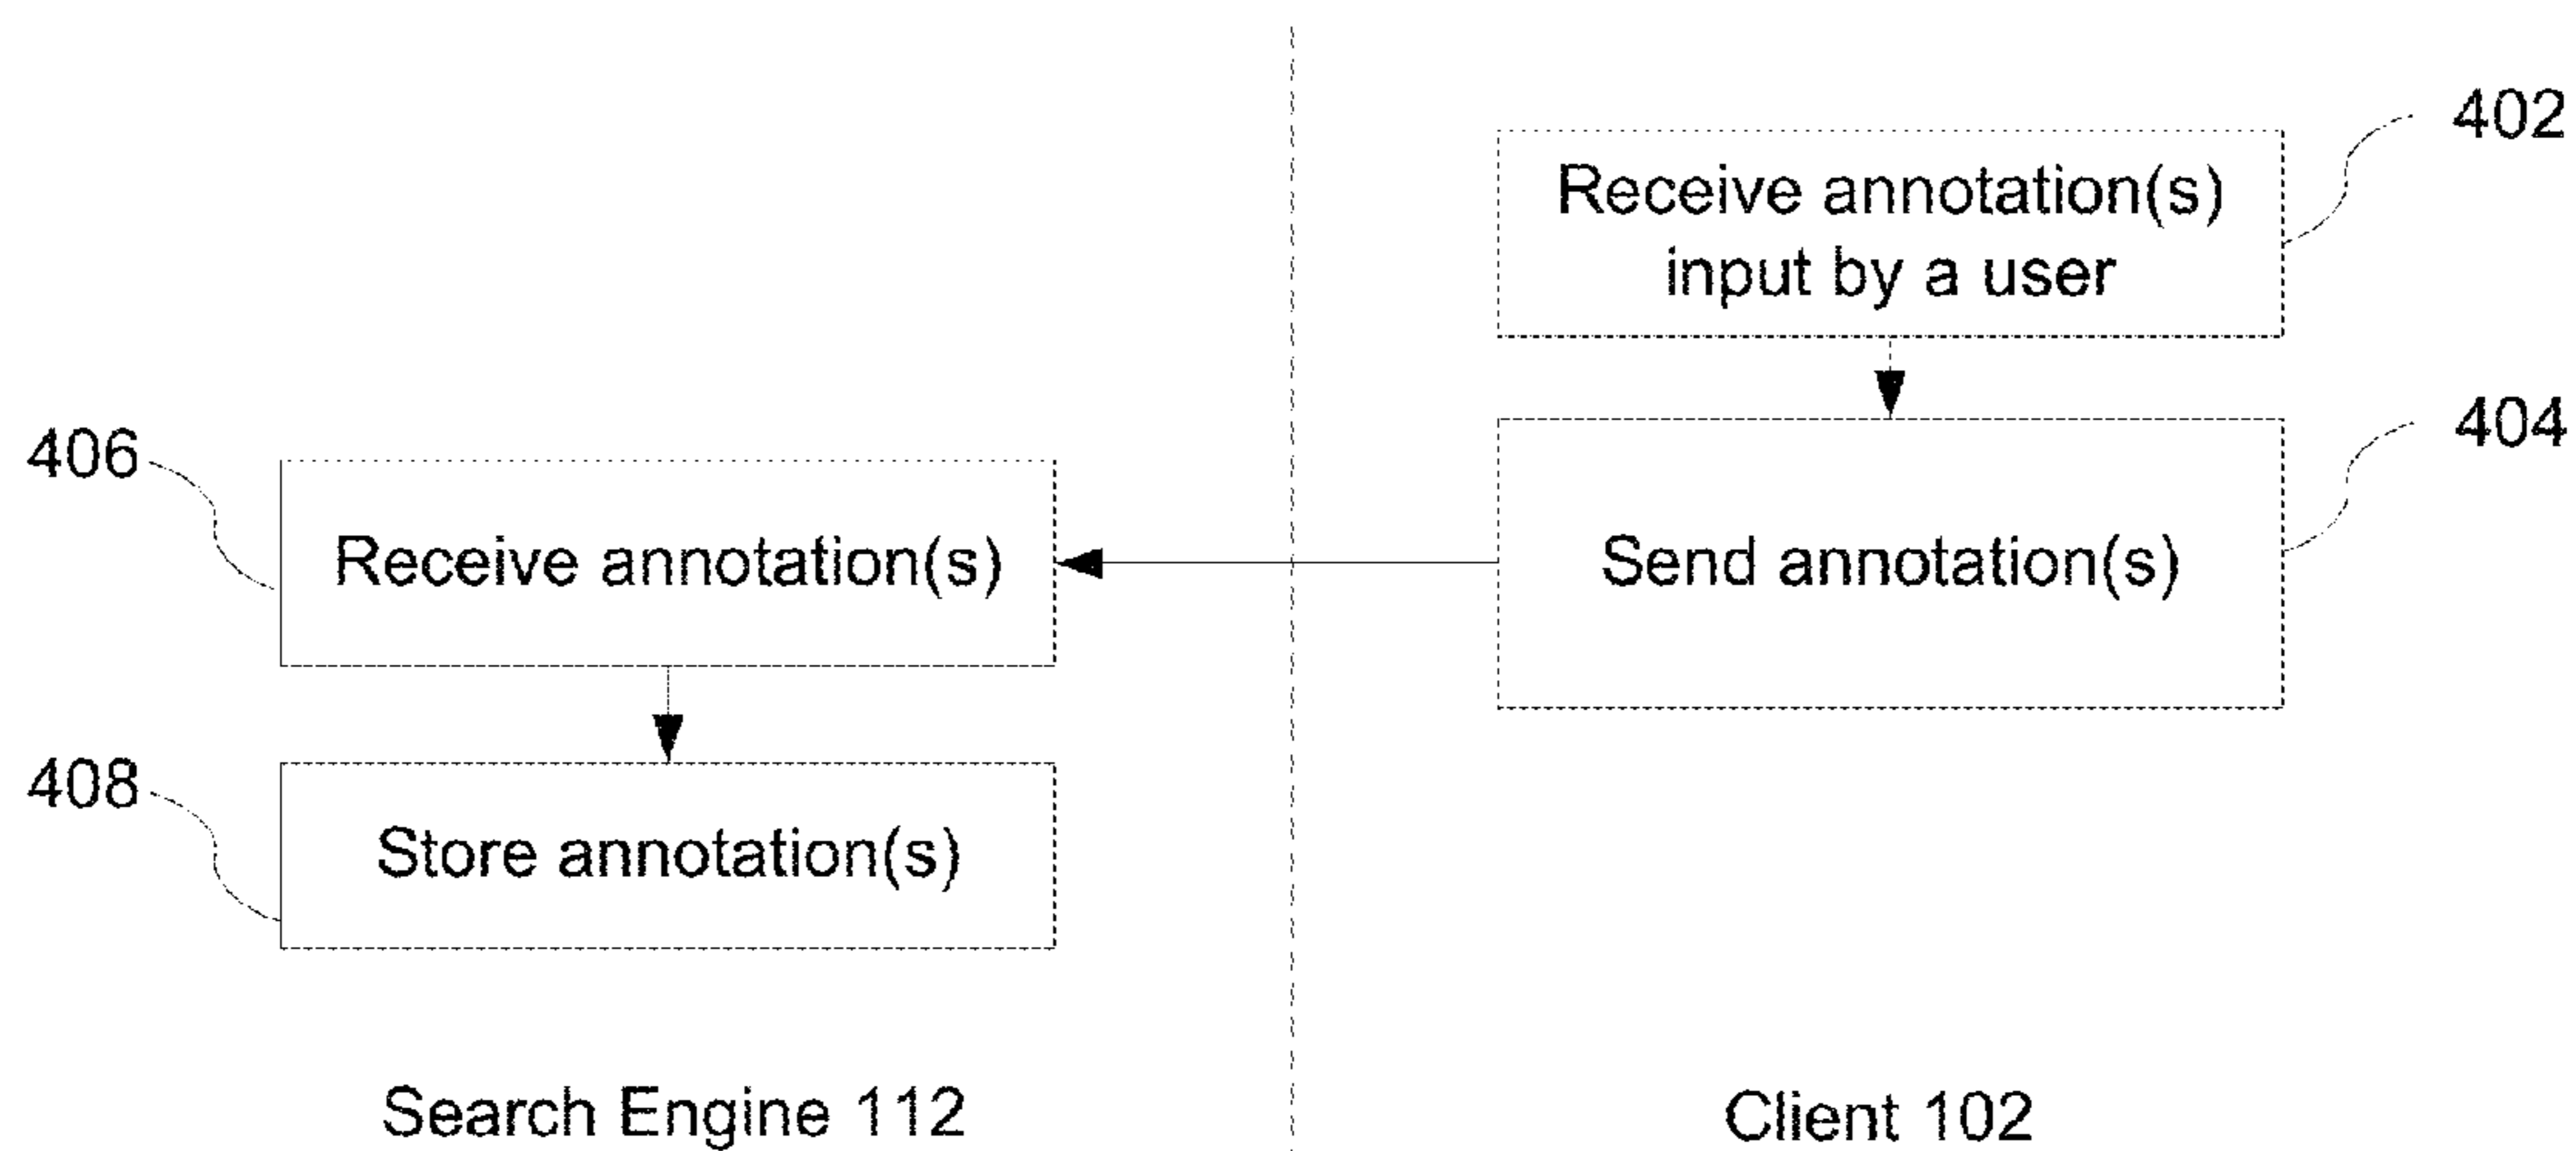 402
Receive annotation(s)
input by a user
404
Send annotation(s)
406
Receive annotation(s)
408
Store annotation(s)
Search Engine 112
Client 102